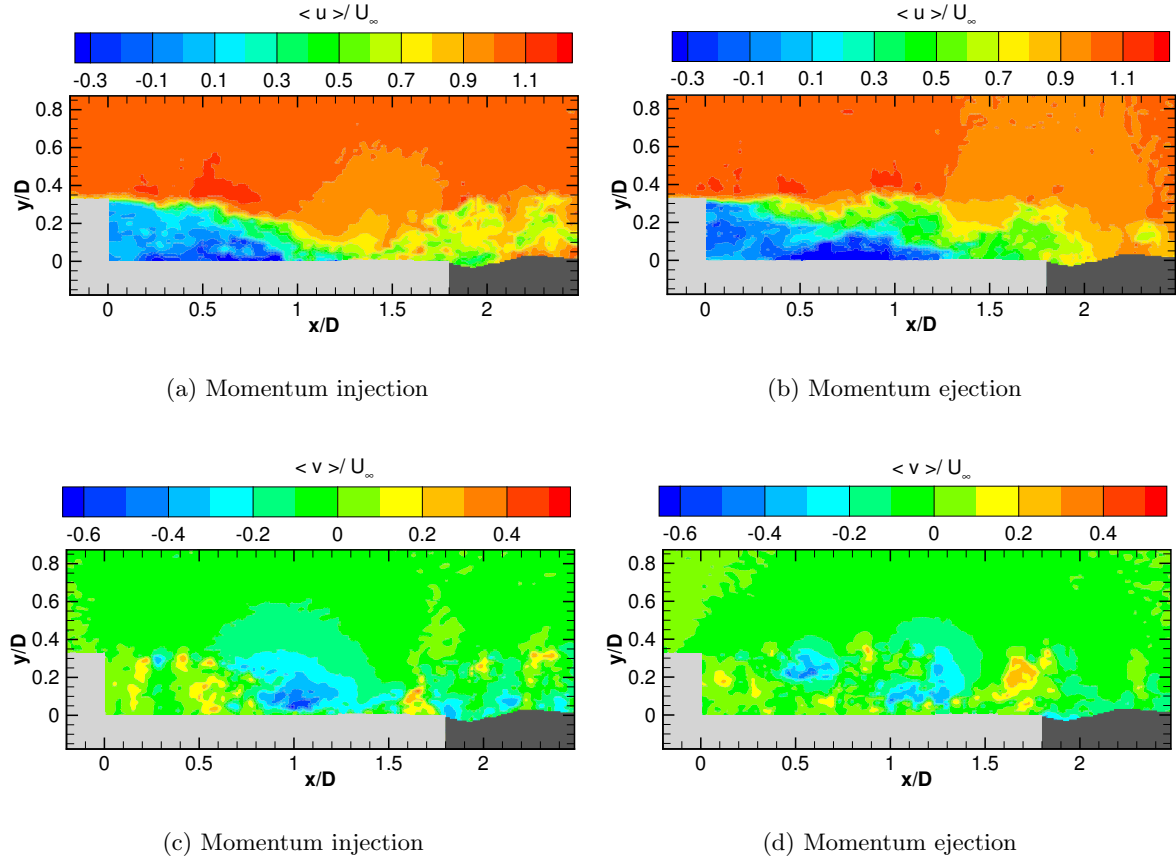 < u >/ U∞
-0.3 -0.1 0.1 0.3 0.5 0.7 0.9 1.1
y/D
0.8
0.6
0.4
0.2
0
0 0.5 1 1.5 2
x/D
(a) Momentum injection
< u >/ U∞
-0.3 -0.1 0.1 0.3 0.5 0.7 0.9 1.1
y/D
0.8
0.6
0.4
0.2
0
0 0.5 1 1.5 2
x/D
(b) Momentum ejection
< v >/ U∞
-0.6 -0.4 -0.2 0 0.2 0.4
y/D
0.8
0.6
0.4
0.2
0
0 0.5 1 1.5 2
x/D
(c) Momentum injection
< v >/ U∞
-0.6 -0.4 -0.2 0 0.2 0.4
y/D
0.8
0.6
0.4
0.2
0
0 0.5 1 1.5 2
x/D
(d) Momentum ejection